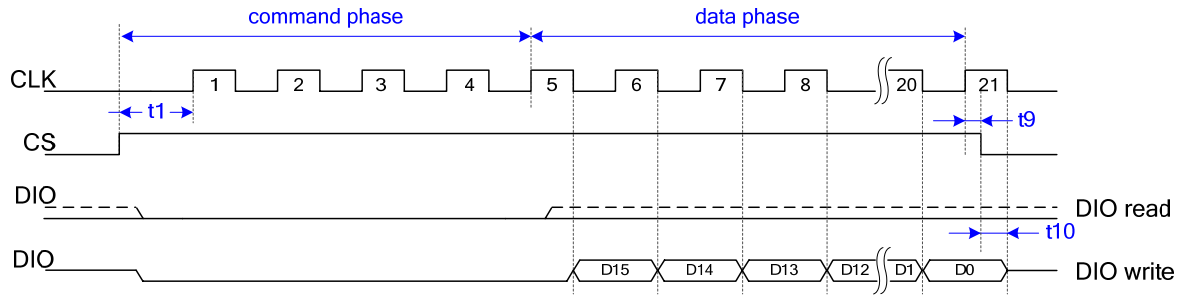 command phase data phase
CLK 1 2 3 4 5 6 7 8 20 21
t1 t9
CS
DIO DIO read
t10
DIO D15 D14 D13 D12 D1 D0 DIO write